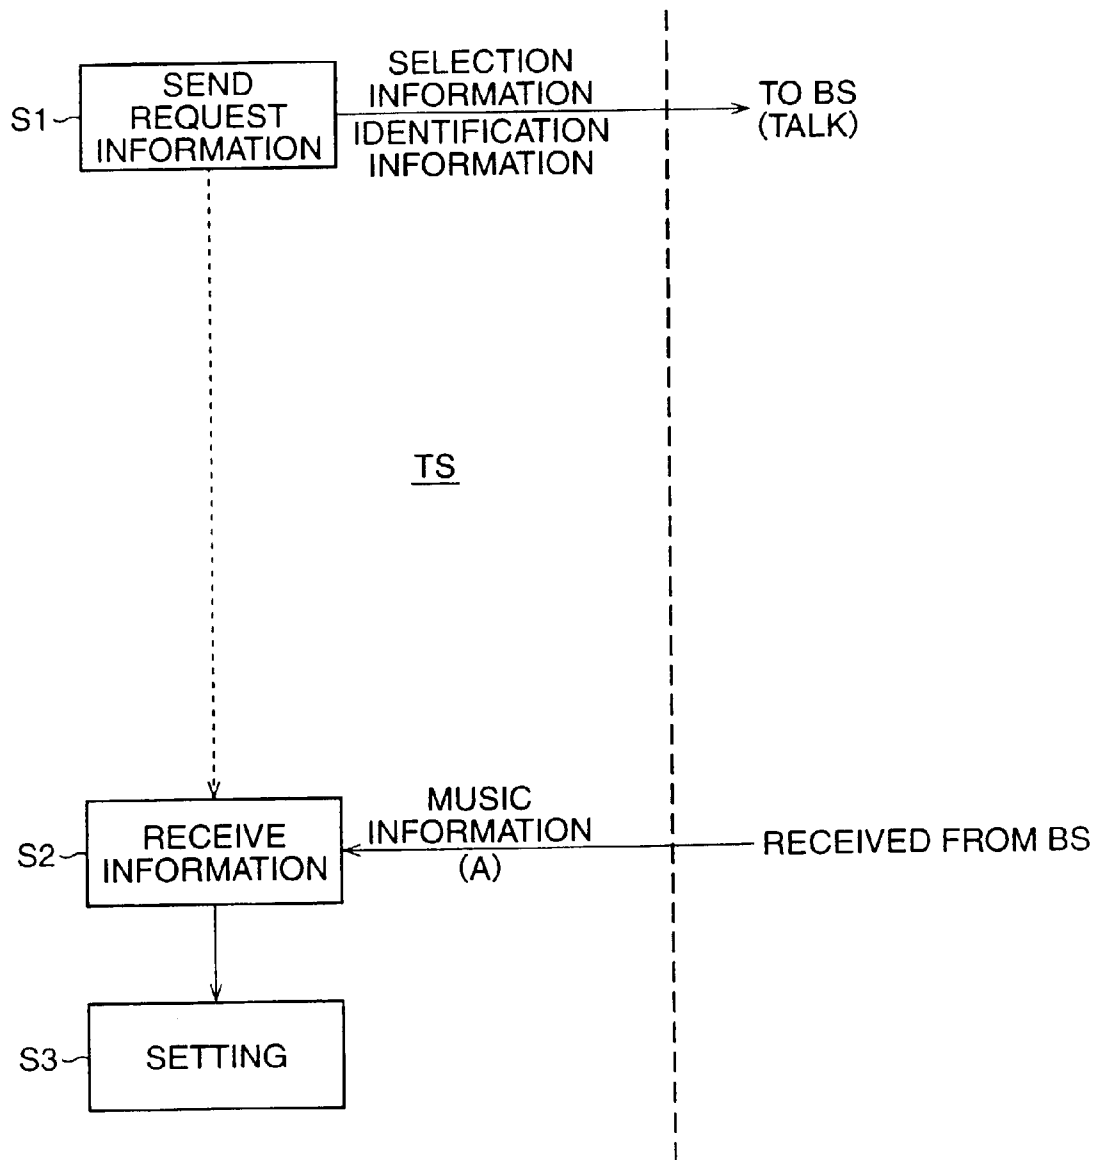 S1
SEND
REQUEST
INFORMATION
SELECTION
INFORMATION
IDENTIFICATION
INFORMATION
TO BS
(TALK)
TS
S2
RECEIVE
INFORMATION
MUSIC
INFORMATION
(A)
RECEIVED FROM BS
S3
SETTING